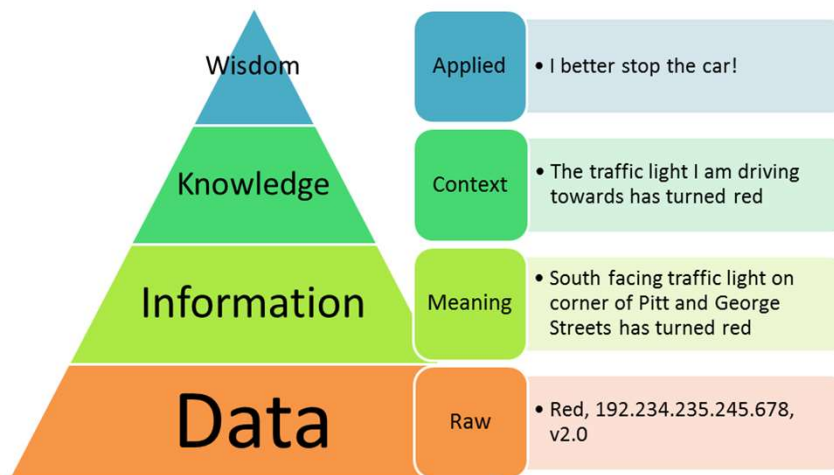 Wisdom
Applied
• I better stop the car!
Knowledge
Context
• The traffic light I am driving
towards has turned red
Information
Meaning
• South facing traffic light on
corner of Pitt and George
Streets has turned red
Data
Raw
• Red, 192.234.235.245.678,
v2.0